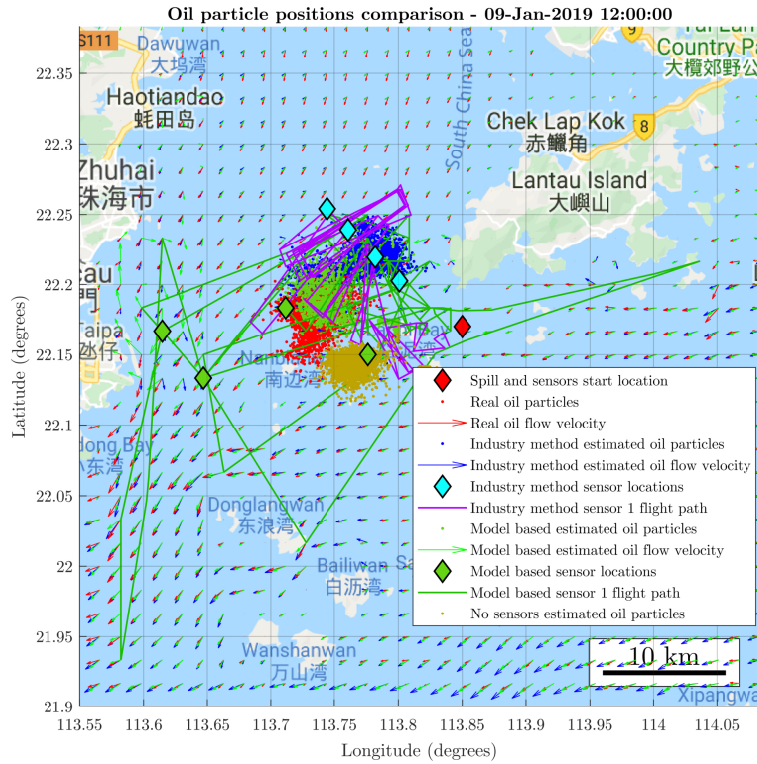 Oil particle positions comparison - 09-Jan-2019 12:00:00
S111
Dawuwan
大坞湾
9
Country Pa
大欖郊野公
Haotiandao
蚝田岛
South China Sea
Chek Lap Kok
赤鱲角
8
Zhuhai
珠海市
Lantau Island
大嶼山
門
Taipa
氹仔
南边湾
dong Bay
小东湾
Donglangwan
东浪湾
Bailiwan
白沥湾
Wanshanwan
万山湾
Xipangwa
Spill and sensors start location
Real oil particles
Real oil flow velocity
Industry method estimated oil particles
Industry method estimated oil flow velocity
Industry method sensor locations
Industry method sensor 1 flight path
Model based estimated oil particles
Model based estimated oil flow velocity
Model based sensor locations
Model based sensor 1 flight path
No sensors estimated oil particles
10 km
22.35
22.3
22.25
22.2
22.15
22.1
22.05
22
21.95
21.9
Latitude (degrees)
113.55 113.6 113.65 113.7 113.75 113.8 113.85 113.9 113.95 114 114.05
Longitude (degrees)